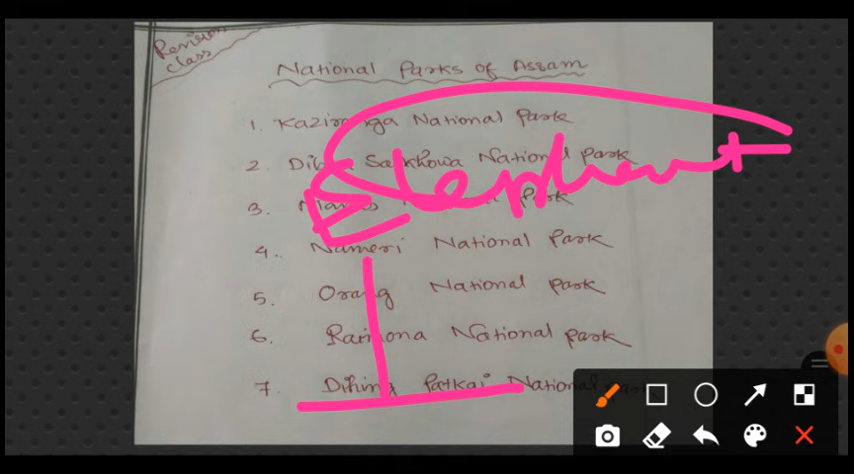 Revision
class
National Parks of Assam
1. Kaziranga National Park
2. Dibru Saikhowa National Park
3. Manas National Park
Elephant
4. Nameri National Park
5. Orang National Park
6. Raimona National Park
7. Dihing Patkai National Park